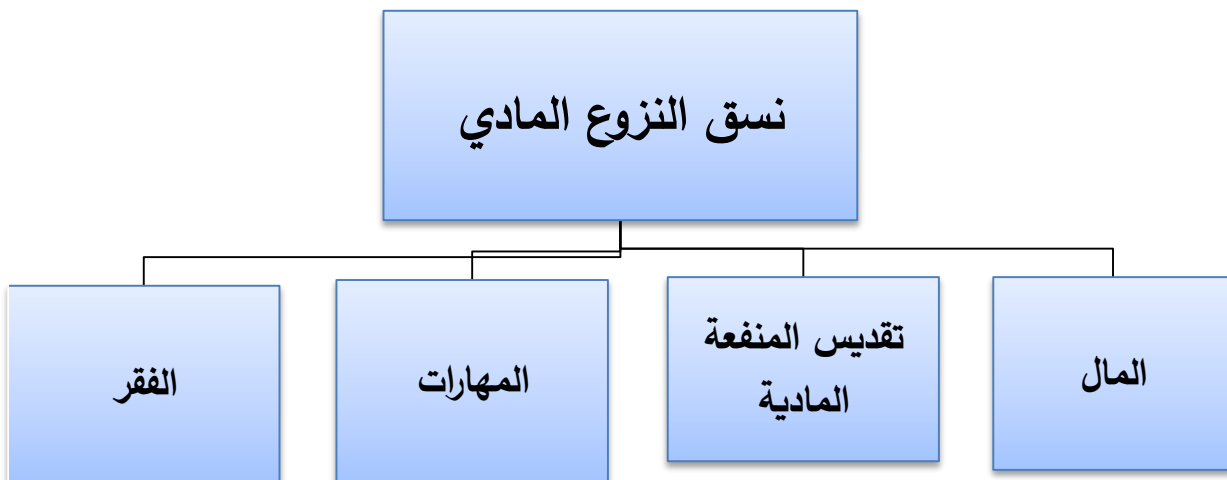 نسق النزوع المادي
المال
تقديس المنفعة
المادية
المهارات
الفقر